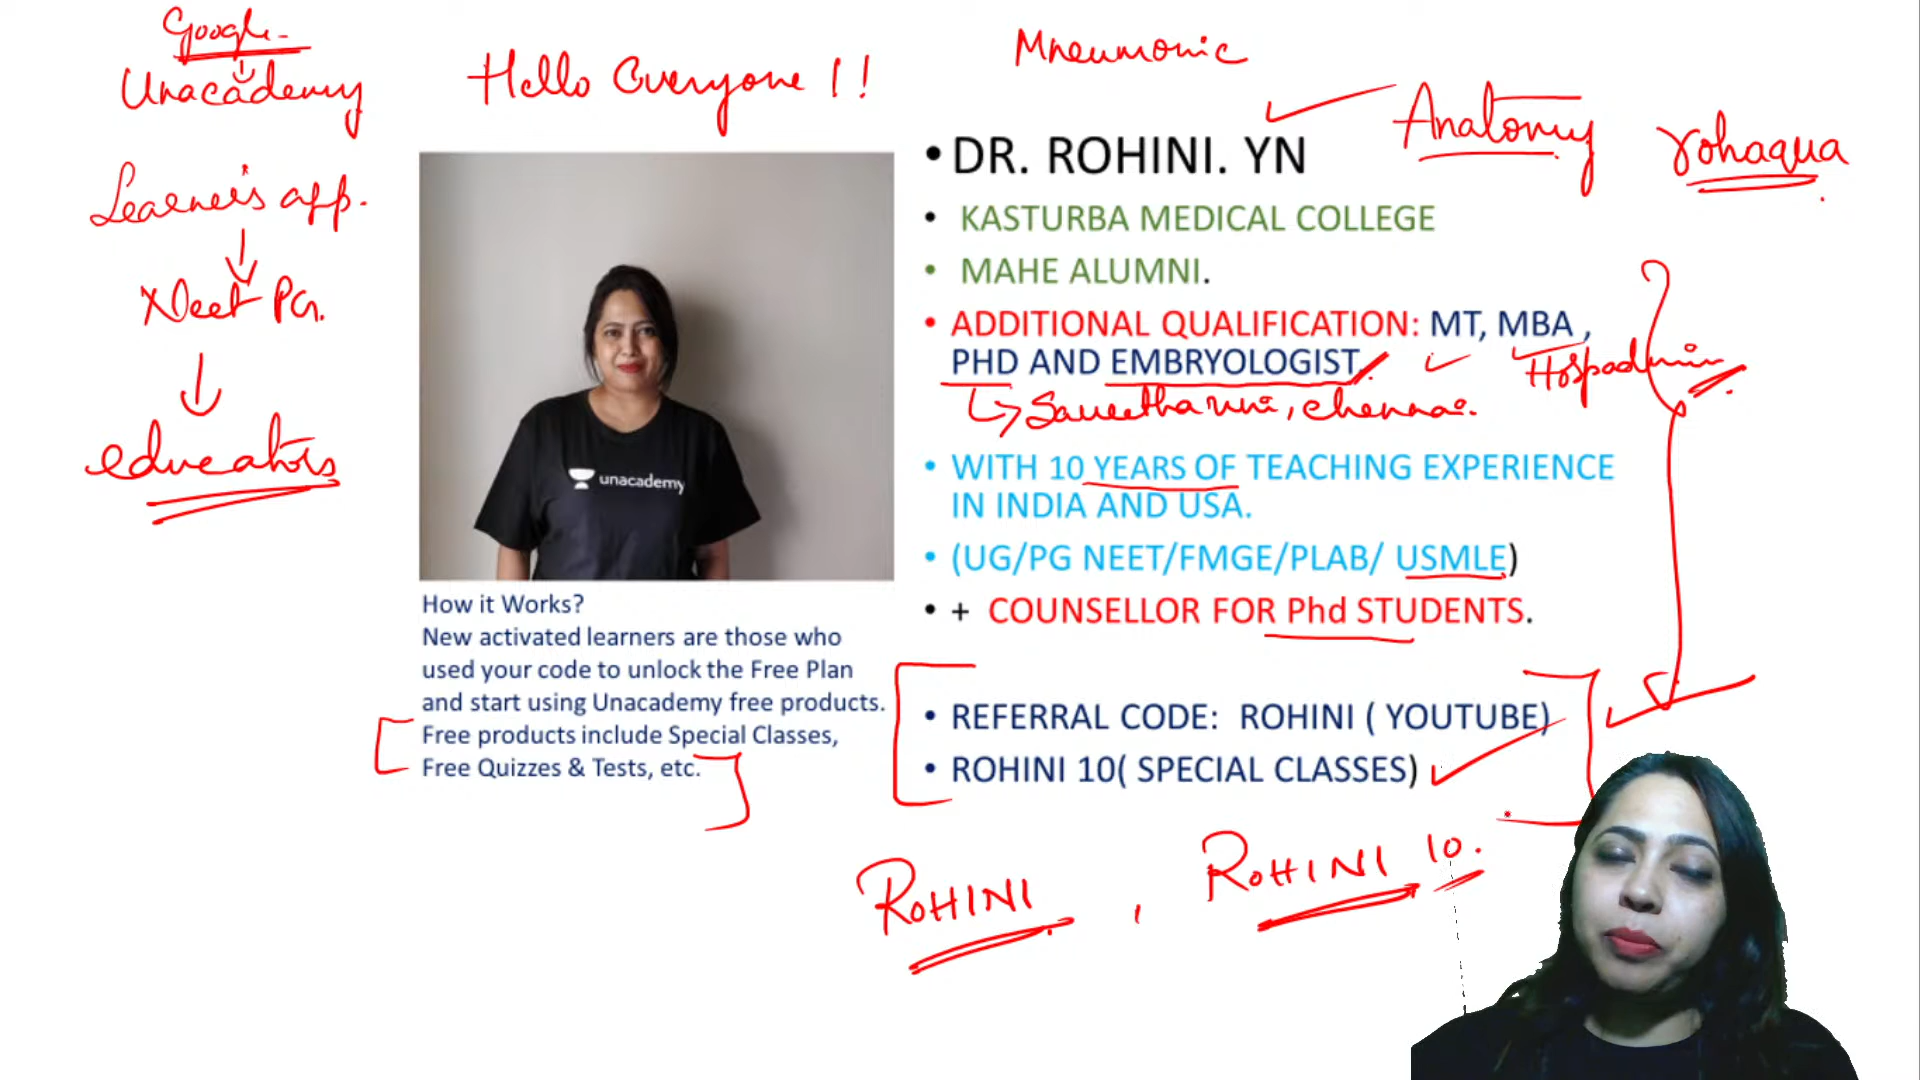 Google
Unacademy
Learner's app.
Neet PG.
educators
Hello Everyone !!
Mneumonic
Anatomy
rohaqua
unacademy
How it Works?
New activated learners are those who
used your code to unlock the Free Plan
and start using Unacademy free products.
Free products include Special Classes,
Free Quizzes & Tests, etc.
• DR. ROHINI. YN
• KASTURBA MEDICAL COLLEGE
• MAHE ALUMNI.
• ADDITIONAL QUALIFICATION: MT, MBA ,
PHD AND EMBRYOLOGIST.
Hospadmin
Saveetha uni, chennai.
• WITH 10 YEARS OF TEACHING EXPERIENCE
IN INDIA AND USA.
• (UG/PG NEET/FMGE/PLAB/ USMLE)
• + COUNSELLOR FOR Phd STUDENTS.
• REFERRAL CODE: ROHINI ( YOUTUBE)
• ROHINI 10( SPECIAL CLASSES)
ROHINI , ROHINI 10.